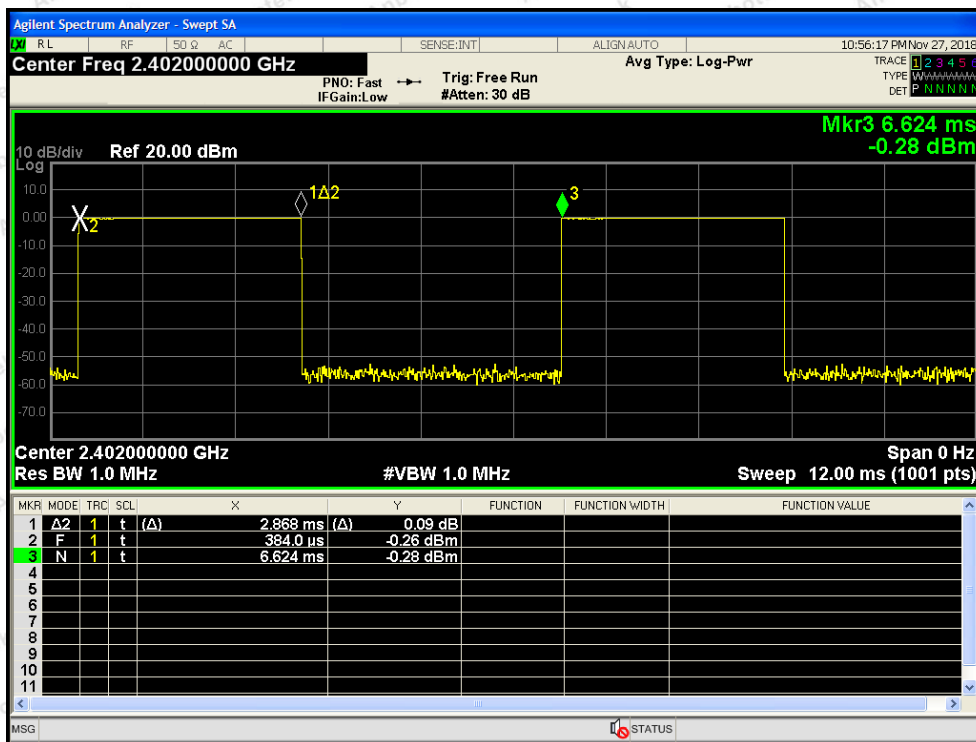 Agilent Spectrum Analyzer - Swept SA
LXI RL RF 50 Ω AC SENSE:INT ALIGN AUTO 10:56:17 PM Nov 27, 2018
Center Freq 2.402000000 GHz Avg Type: Log-Pwr TRACE 1 2 3 4 5 6
PNO: Fast Trig: Free Run TYPE W
IFGain:Low #Atten: 30 dB DET P N N N N N
Mkr3 6.624 ms
10 dB/div Ref 20.00 dBm -0.28 dBm
Log
10.0
0.00
-10.0
-20.0
-30.0
-40.0
-50.0
-60.0
-70.0
2
1Δ2
3
Center 2.402000000 GHz Span 0 Hz
Res BW 1.0 MHz #VBW 1.0 MHz Sweep 12.00 ms (1001 pts)
MKR MODE TRC SCL X Y FUNCTION FUNCTION WIDTH FUNCTION VALUE
1 Δ2 1 t (Δ) 2.868 ms (Δ) 0.09 dB
2 F 1 t 384.0 µs -0.26 dBm
3 N 1 t 6.624 ms -0.28 dBm
4
5
6
7
8
9
10
11
MSG STATUS